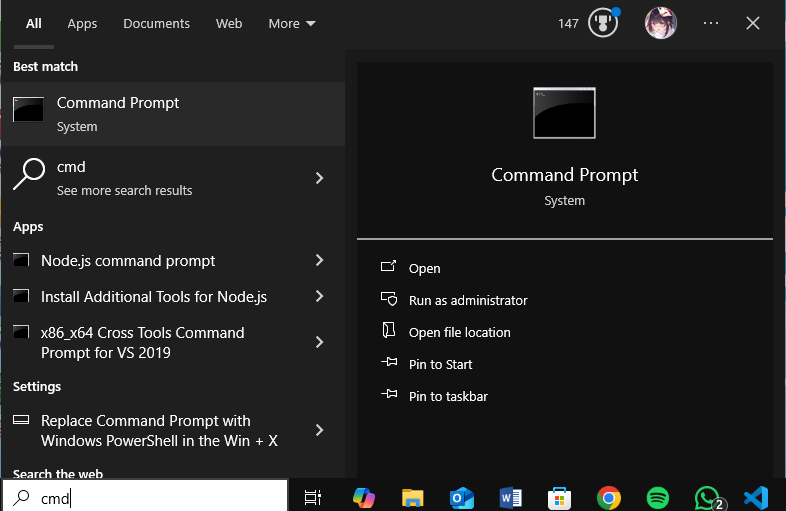 All Apps Documents Web More 147
Best match
Command Prompt
System
cmd
See more search results
Apps
Node.js command prompt
Install Additional Tools for Node.js
x86_x64 Cross Tools Command
Prompt for VS 2019
Settings
Replace Command Prompt with
Windows PowerShell in the Win + X
Search the web
cmd
Command Prompt
System
Open
Run as administrator
Open file location
Pin to Start
Pin to taskbar
2